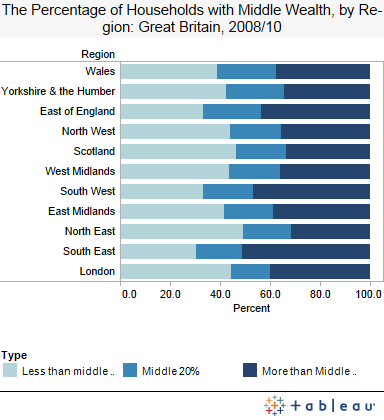 The Percentage of Households with Middle Wealth, by Re-
gion: Great Britain, 2008/10
Region
Wales
Yorkshire & the Humber
East of England
North West
Scotland
West Midlands
South West
East Midlands
North East
South East
London
0.0 20.0 40.0 60.0 80.0 100.0
Percent
Type
Less than middle .. Middle 20% More than Middle ..
+ a b l e a u